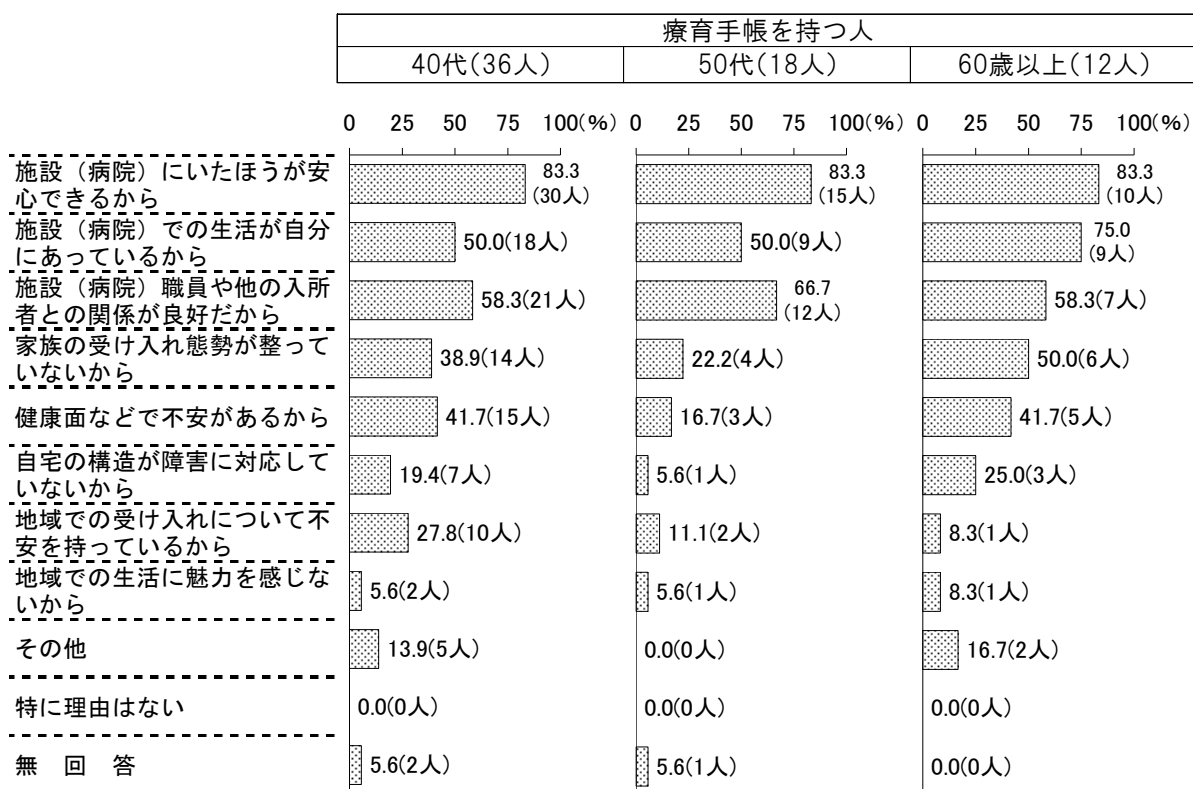 療育手帳を持つ人
40代(36人) 50代(18人) 60歳以上(12人)
0 25 50 75 100(%) 0 25 50 75 100(%) 0 25 50 75 100(%)
施設（病院）にいたほうが安
心できるから
83.3
(30人)
83.3
(15人)
83.3
(10人)
施設（病院）での生活が自分
にあっているから
50.0(18人) 50.0(9人)
75.0
(9人)
施設（病院）職員や他の入所
者との関係が良好だから
58.3(21人)
66.7
(12人)
58.3(7人)
家族の受け入れ態勢が整って
いないから
38.9(14人) 22.2(4人) 50.0(6人)
健康面などで不安があるから
41.7(15人) 16.7(3人) 41.7(5人)
自宅の構造が障害に対応して
いないから
19.4(7人) 5.6(1人) 25.0(3人)
地域での受け入れについて不
安を持っているから
27.8(10人) 11.1(2人) 8.3(1人)
地域での生活に魅力を感じな
いから
5.6(2人) 5.6(1人) 8.3(1人)
その他
13.9(5人) 0.0(0人) 16.7(2人)
特に理由はない
0.0(0人) 0.0(0人) 0.0(0人)
無　回　答
5.6(2人) 5.6(1人) 0.0(0人)